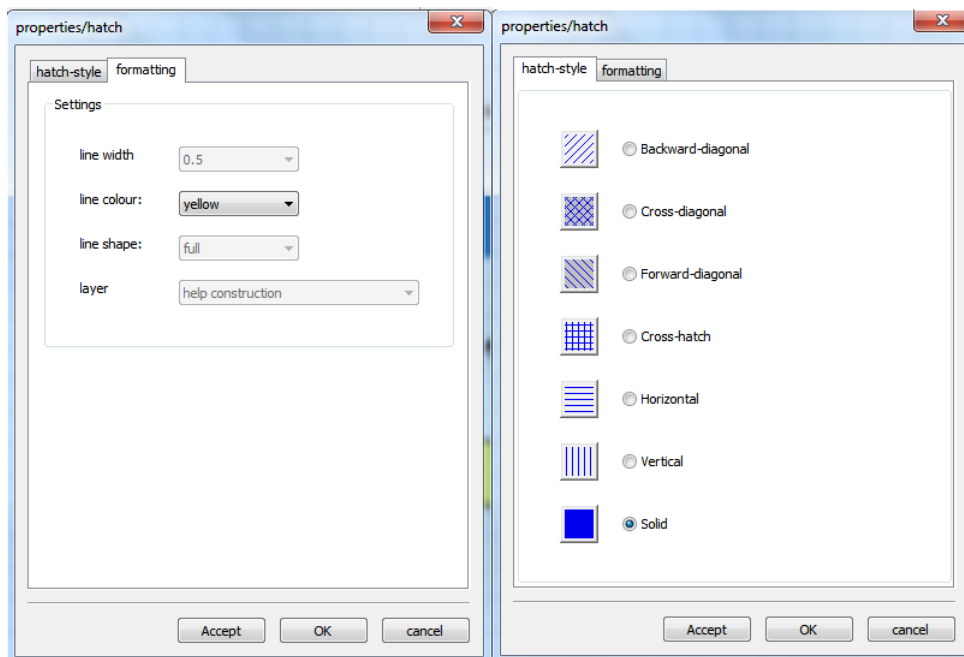 properties/hatch
hatch-style formatting
Settings
line width 0.5
line colour: yellow
line shape: full
layer help construction
Accept OK cancel
properties/hatch
hatch-style formatting
Backward-diagonal
Cross-diagonal
Forward-diagonal
Cross-hatch
Horizontal
Vertical
Solid
Accept OK cancel